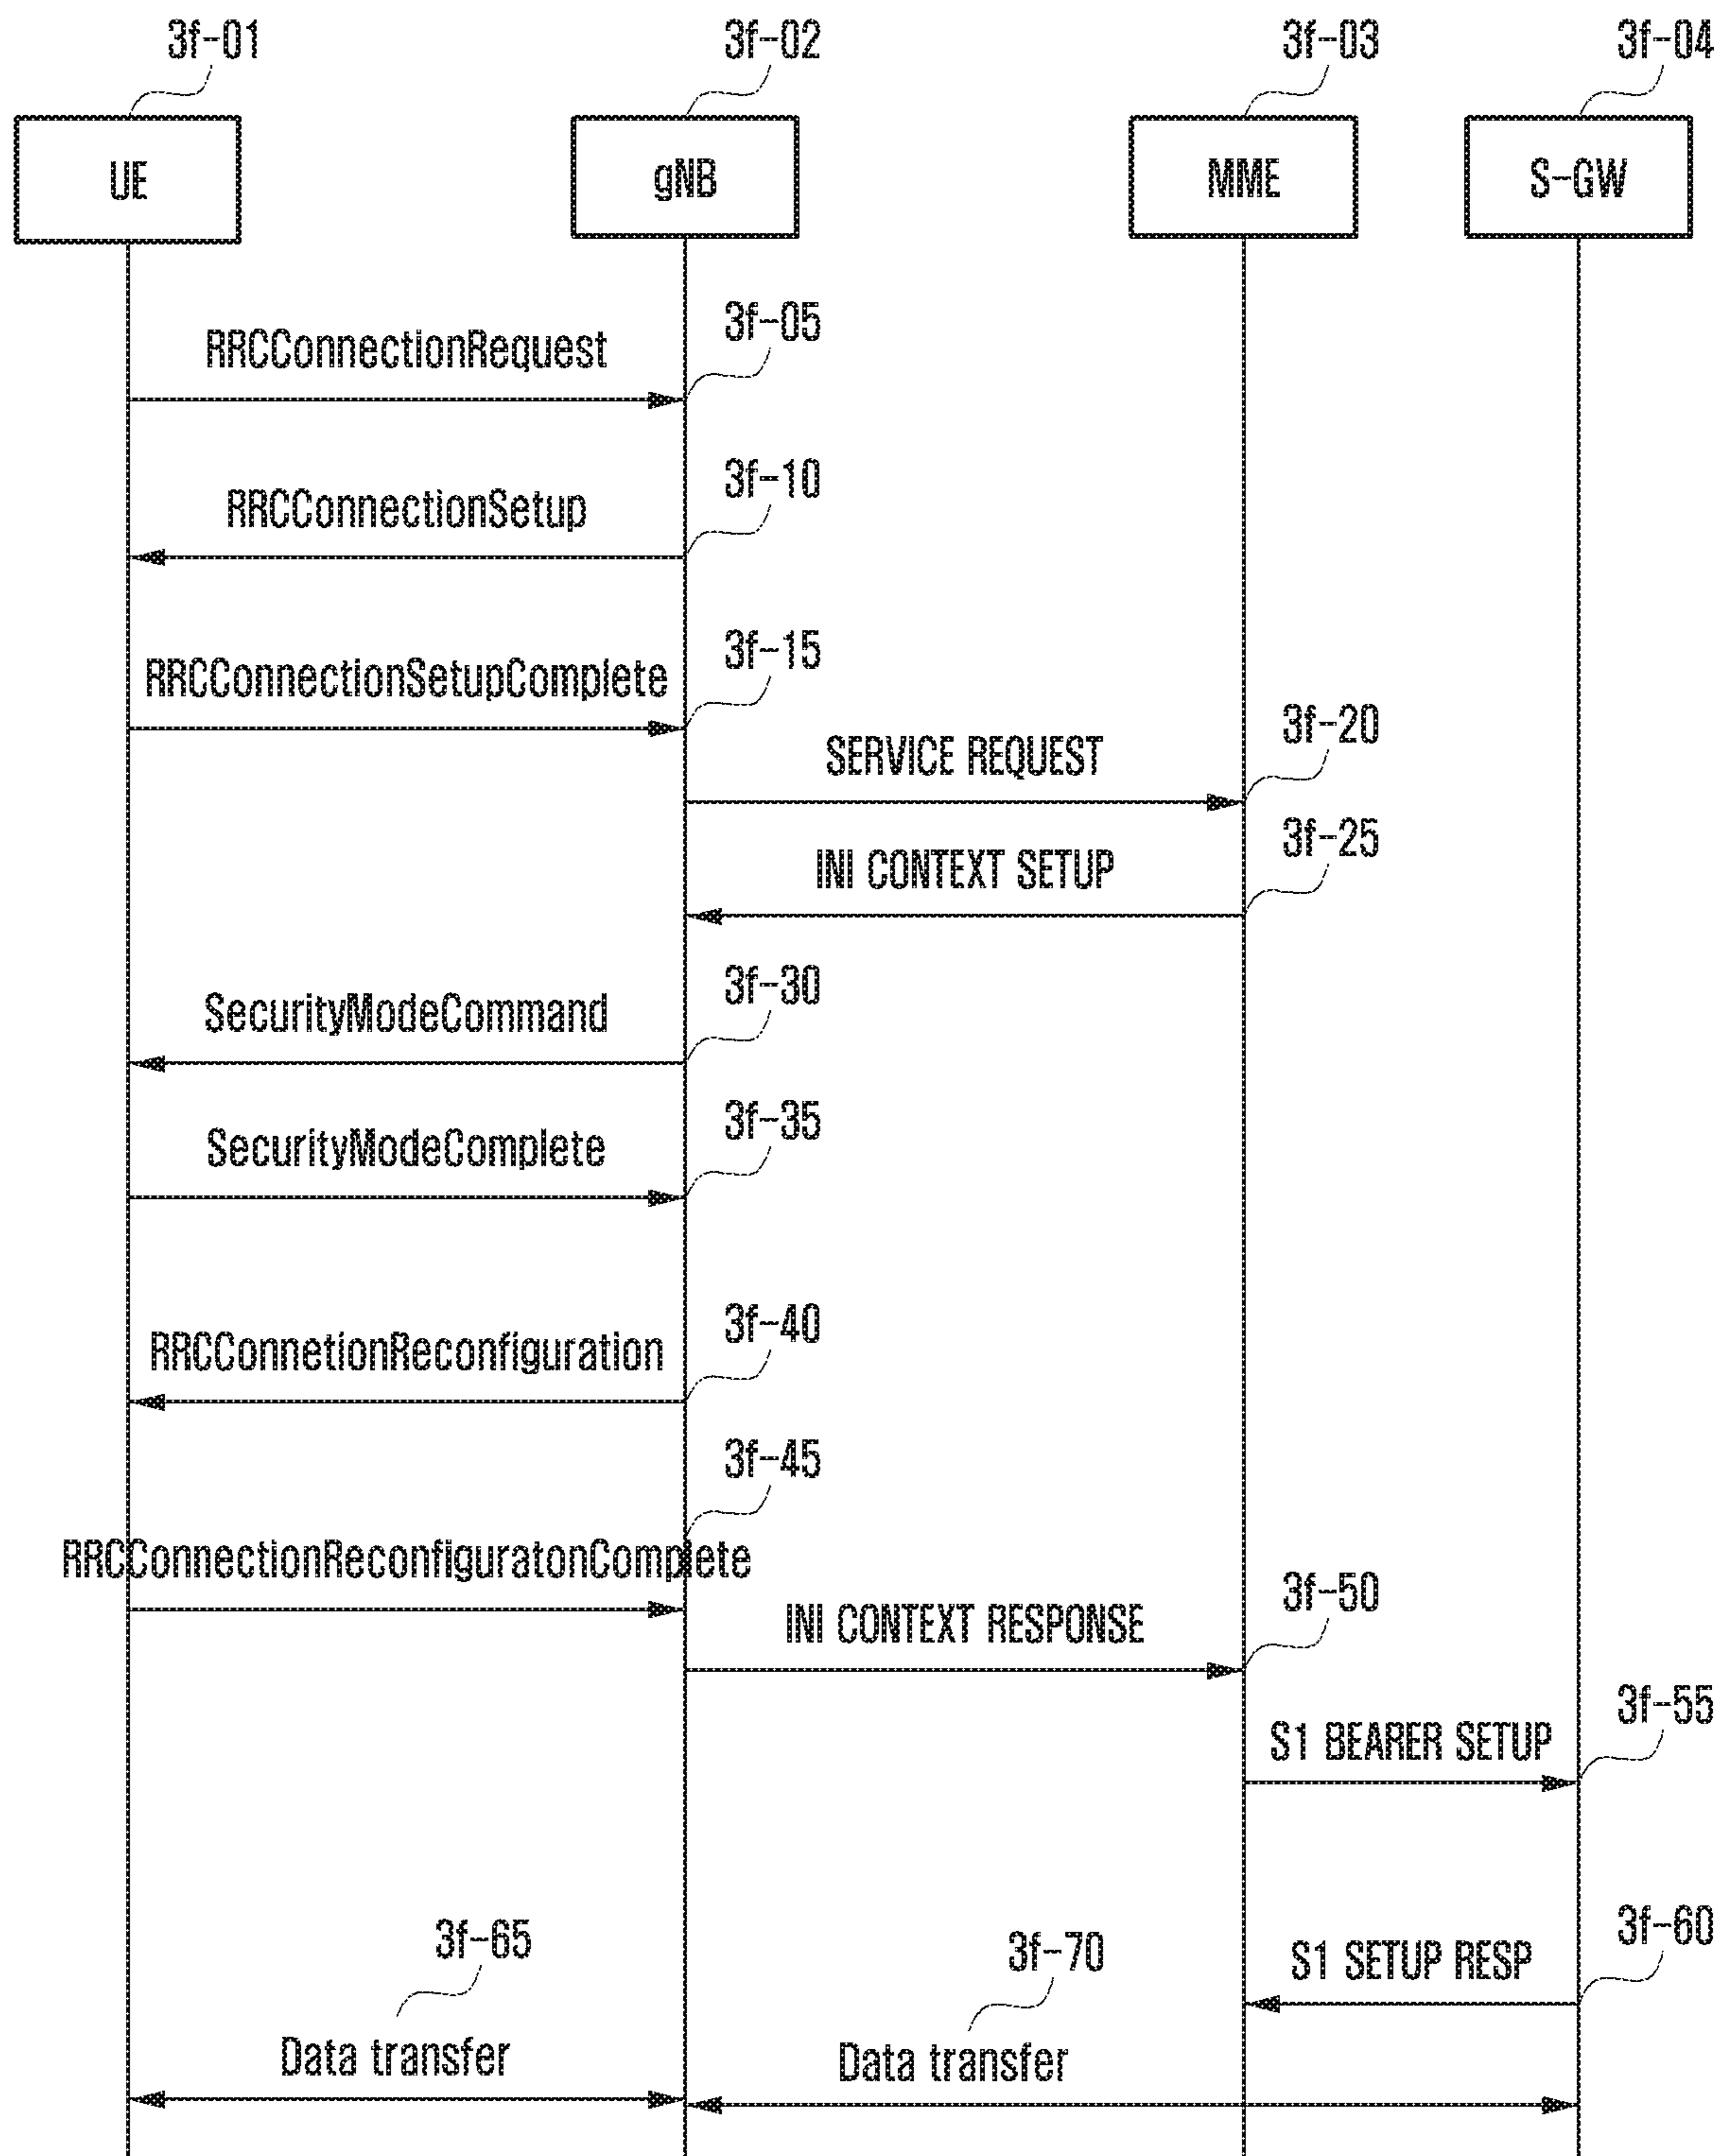 3f-01
3f-02
3f-03
3f-04
UE
gNB
MME
S-GW
3f-05
RRCConnectionRequest
3f-10
RRCConnectionSetup
3f-15
RRCConnectionSetupComplete
3f-20
SERVICE REQUEST
3f-25
INI CONTEXT SETUP
3f-30
SecurityModeCommand
3f-35
SecurityModeComplete
3f-40
RRCConnetionReconfiguration
3f-45
RRCConnectionReconfiguratonComplete
3f-50
INI CONTEXT RESPONSE
3f-55
S1 BEARER SETUP
3f-60
S1 SETUP RESP
3f-65
3f-70
Data transfer
Data transfer